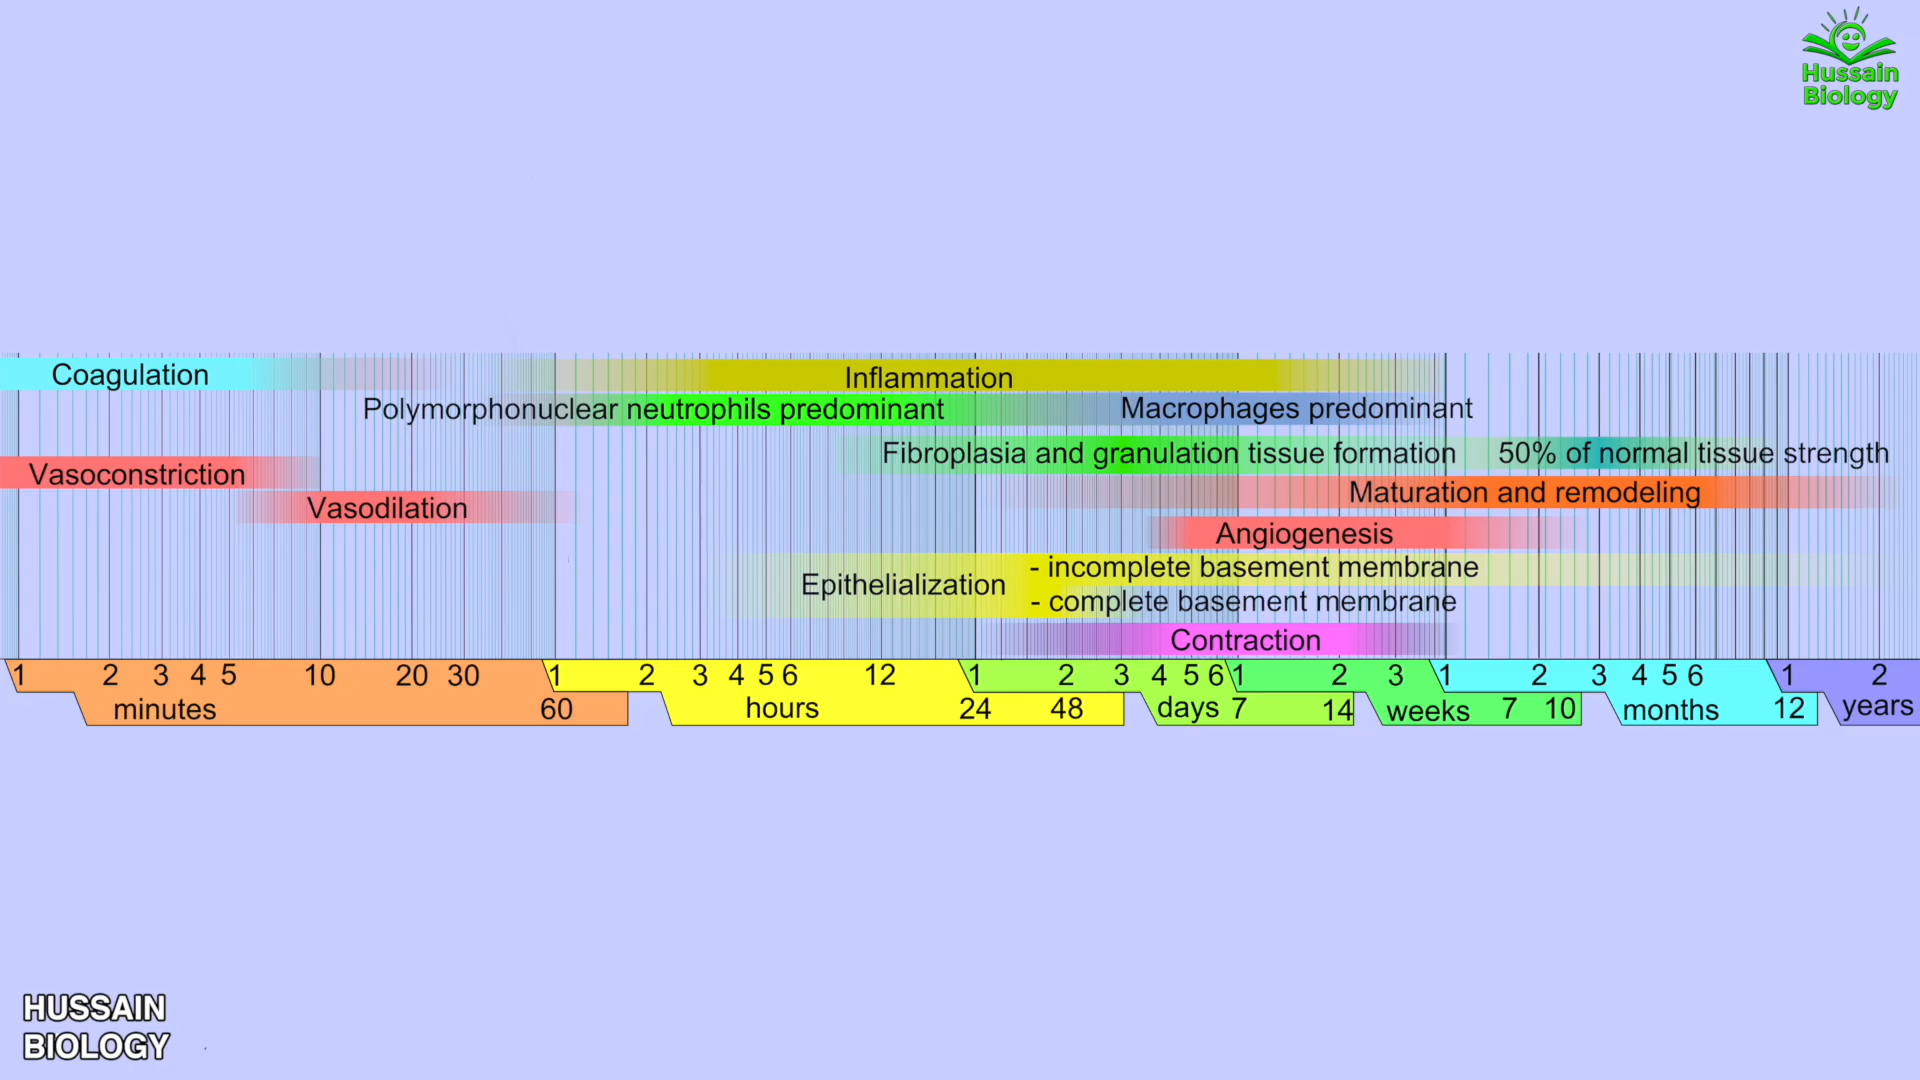 Hussain
Biology
Coagulation
Inflammation
Polymorphonuclear neutrophils predominant
Macrophages predominant
Fibroplasia and granulation tissue formation
50% of normal tissue strength
Vasoconstriction
Maturation and remodeling
Vasodilation
Angiogenesis
Epithelialization
- incomplete basement membrane
- complete basement membrane
Contraction
1 2 3 4 5 10 20 30 1 2 3 4 5 6 12 1 2 3 4 5 6 1 2 3 1 2 3 4 5 6 1 2
minutes 60 hours 24 48 days 7 14 weeks 7 10 months 12 years
HUSSAIN
BIOLOGY